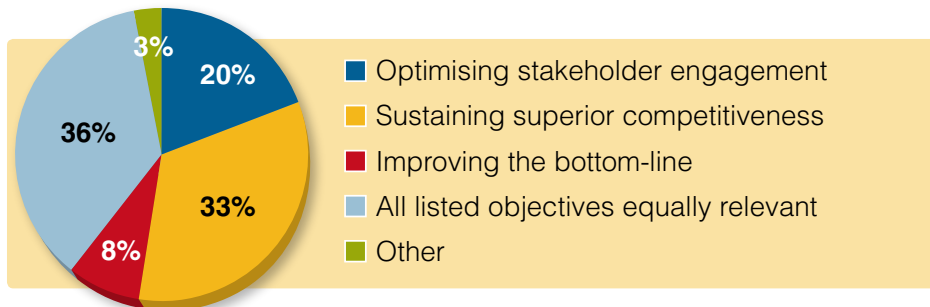 3%
20%
36%
33%
8%
Optimising stakeholder engagement
Sustaining superior competitiveness
Improving the bottom-line
All listed objectives equally relevant
Other